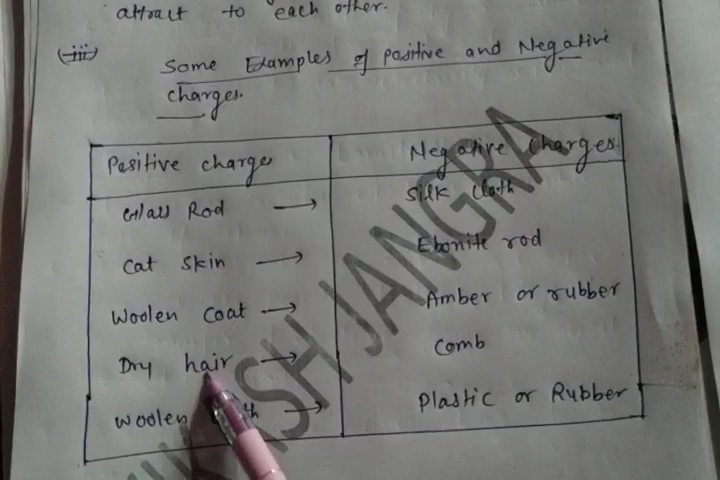 attract to each other.
(iii) Some Examples of positive and Negative
charges.
Positive charge Negative charges.
Glass Rod → Silk cloth
Cat skin → Ebonite rod
Woolen coat → Amber or rubber
Dry hair → Comb
Woolen → Plastic or Rubber
JANGRA